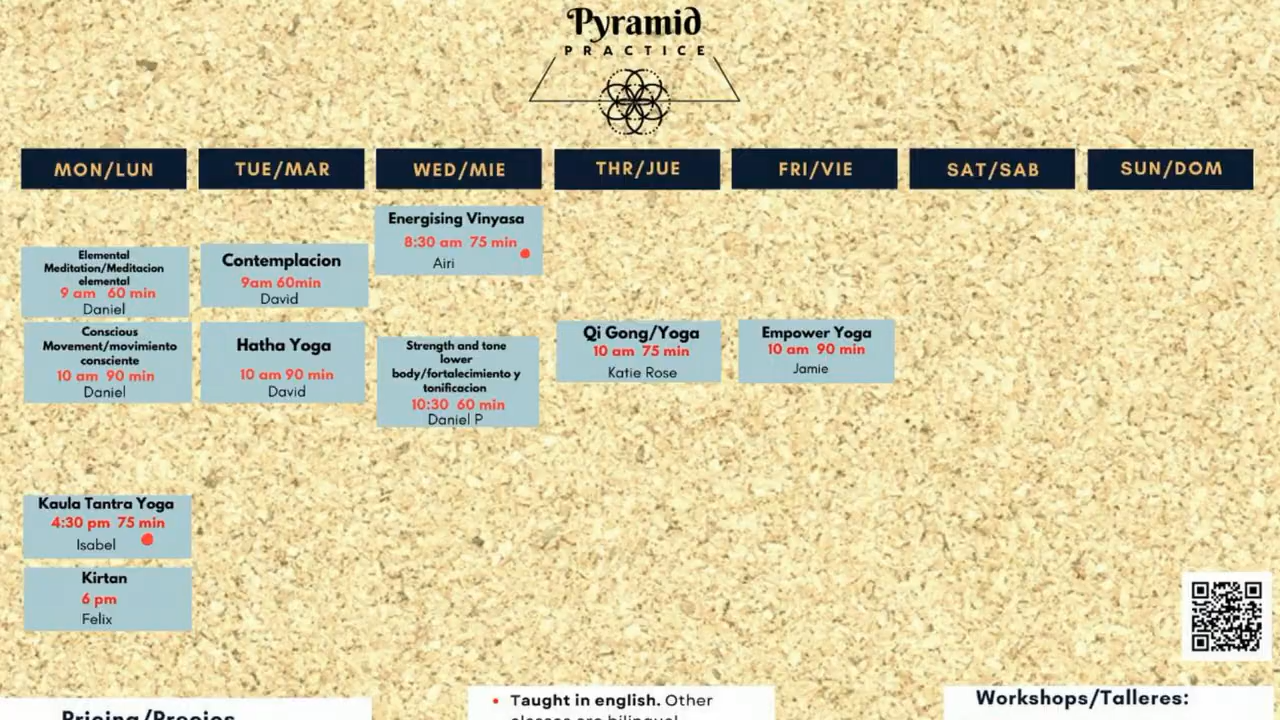 Pyramid
PRACTICE
MON/LUN
TUE/MAR
WED/MIE
THR/JUE
FRI/VIE
SAT/SAB
SUN/DOM
Energising Vinyasa
8:30 am 75 min
Airi
Elemental
Meditation/Meditacion
elemental
9 am 60 min
Daniel
Contemplacion
9am 60min
David
Conscious
Movement/movimiento
consciente
10 am 90 min
Daniel
Hatha Yoga
10 am 90 min
David
Strength and tone
lower
body/fortalecimiento y
tonificacion
10:30 60 min
Daniel P
Qi Gong/Yoga
10 am 75 min
Katie Rose
Empower Yoga
10 am 90 min
Jamie
Kaula Tantra Yoga
4:30 pm 75 min
Isabel
Kirtan
6 pm
Felix
Pricing/Precios
Taught in english. Other
classes are bilingual
Workshops/Talleres: